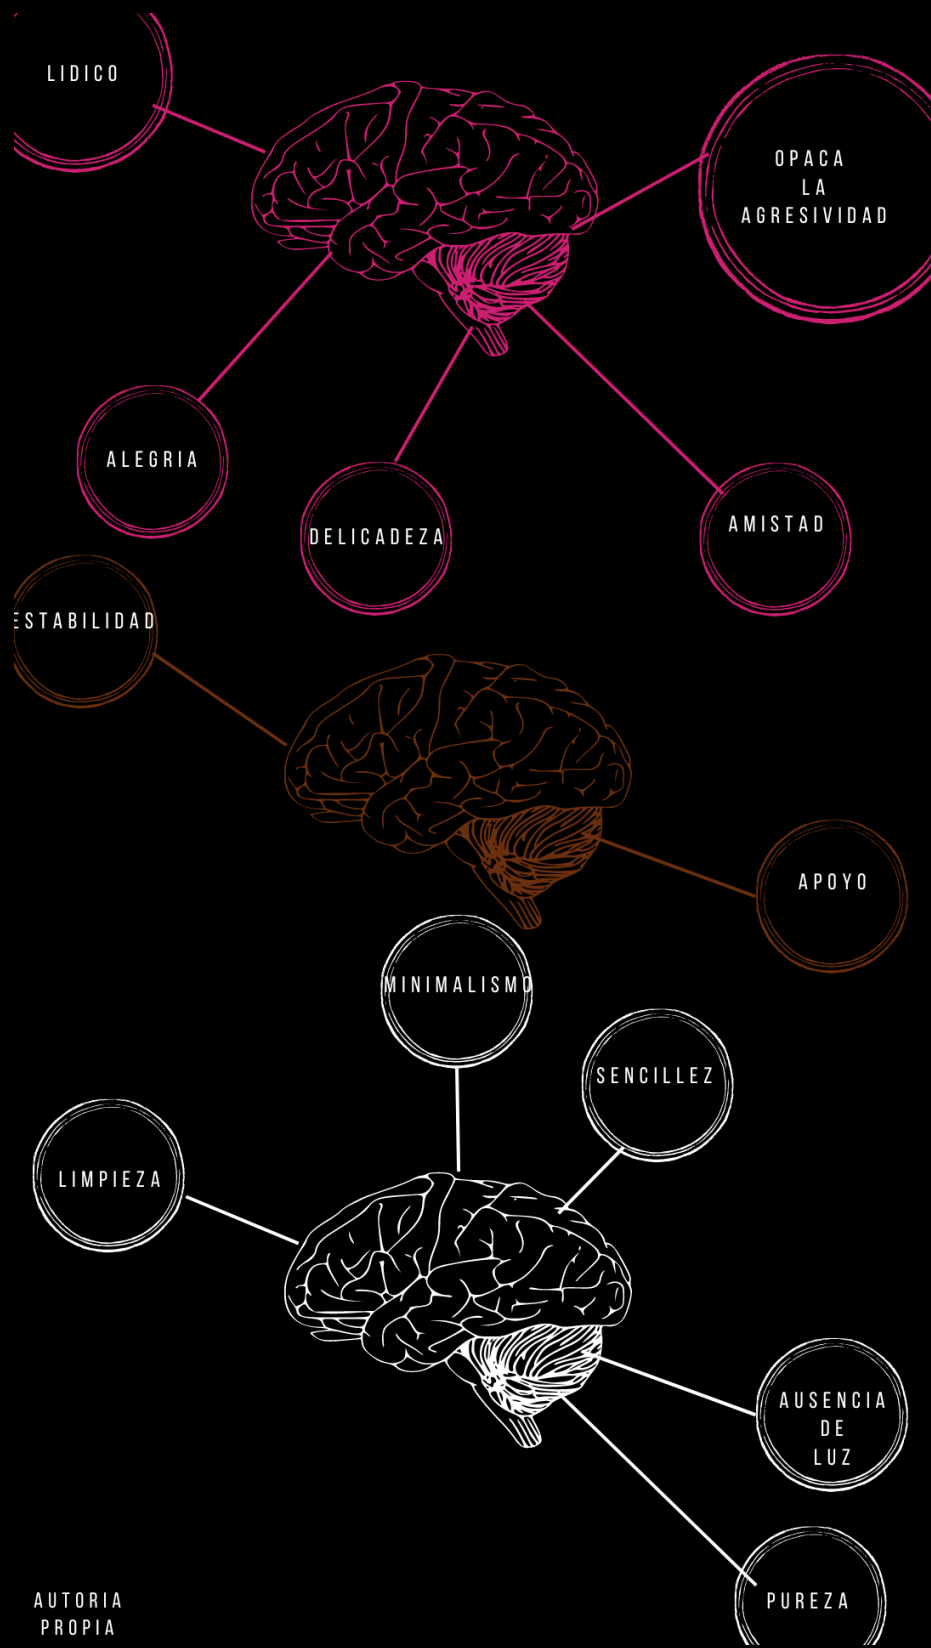 LIDICO
OPACA
LA
AGRESIVIDAD
ALEGRIA
DELICADEZA
AMISTAD
ESTABILIDAD
APOYO
MINIMALISMO
SENCILLEZ
LIMPIEZA
AUSENCIA
DE
LUZ
PUREZA
AUTORIA
PROPIA